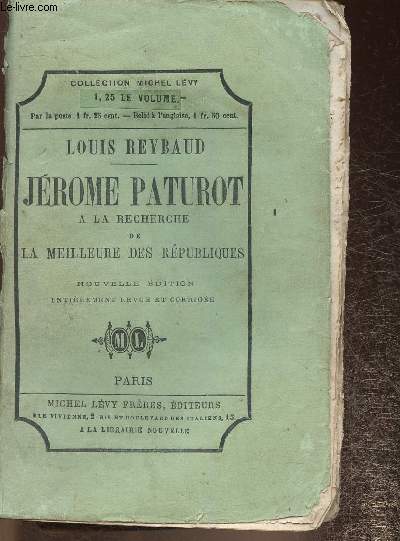 Le-livre.com
COLLECTION MICHEL LÉVY
1, 25 LE VOLUME.
Par la poste 1 fr. 25 cent. — Relié à l'anglaise, 1 fr. 50 cent.
LOUIS REYBAUD
JÉROME PATUROT
A LA RECHERCHE
DE
LA MEILLEURE DES RÉPUBLIQUES
NOUVELLE ÉDITION
ENTIÈREMENT REVUE ET CORRIGÉE
M L
PARIS
MICHEL LÉVY FRÈRES, ÉDITEURS
RUE VIVIENNE, 2 BIS ET BOULEVARD DES ITALIENS, 15
A LA LIBRAIRIE NOUVELLE